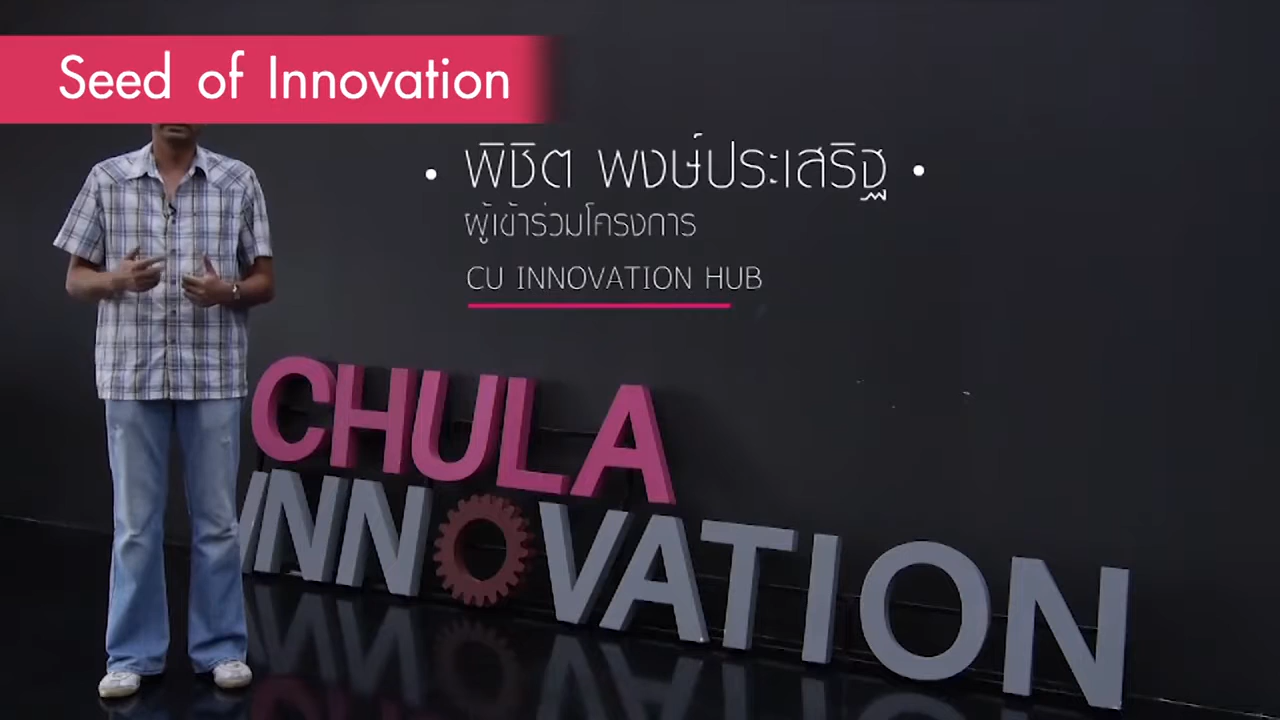 Seed of Innovation
• พิชิต พงษ์ประเสริฐ •
ผู้เข้าร่วมโครงการ
CU INNOVATION HUB
CHULA
INNOVATION